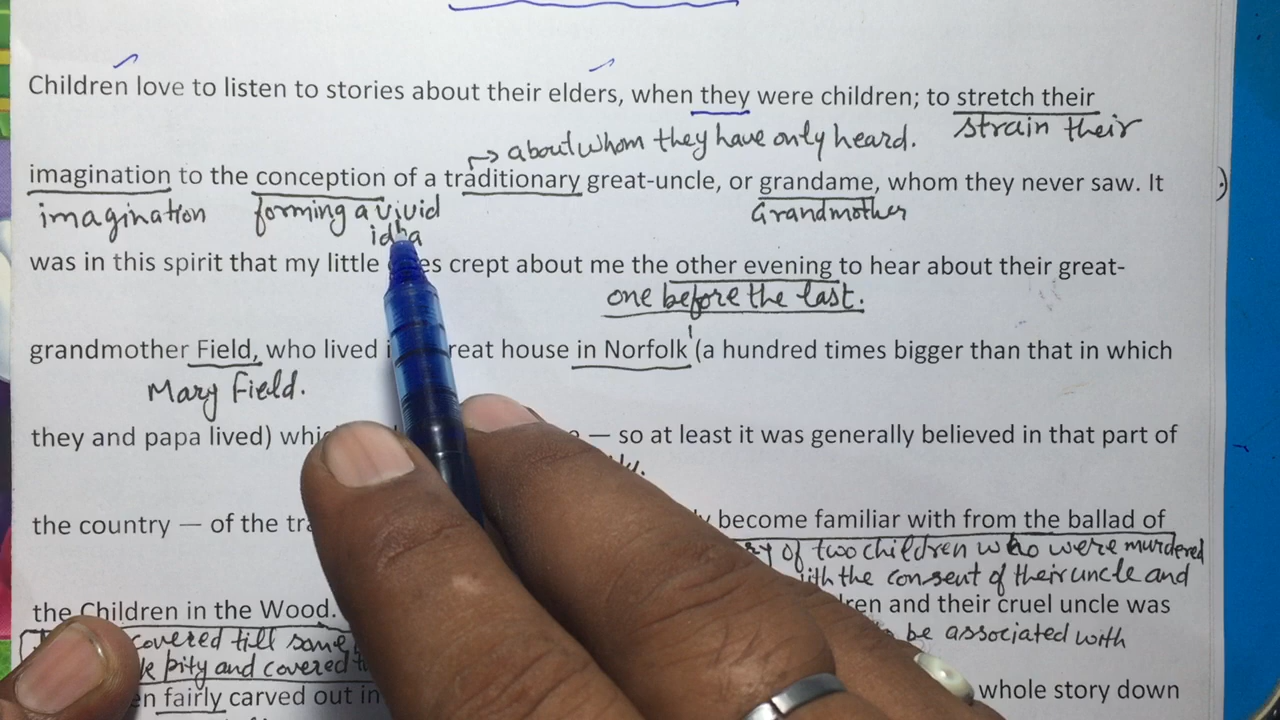 Children love to listen to stories about their elders, when they were children; to stretch their
about whom they have only heard. strain their
imagination to the conception of a traditionary great-uncle, or grandame, whom they never saw. It
imagination forming a vivid Grandmother
idea
was in this spirit that my little crept about me the other evening to hear about their great-
one before the last.
grandmother Field, who lived in great house in Norfolk (a hundred times bigger than that in which
Mary Field.
they and papa lived) — so at least it was generally believed in that part of
the country — of the become familiar with from the ballad of
of two children who were murdered
with the consent of their uncle and
the Children in the Wood. and their cruel uncle was
covered till some be associated with
pity and covered
fairly carved out in whole story down